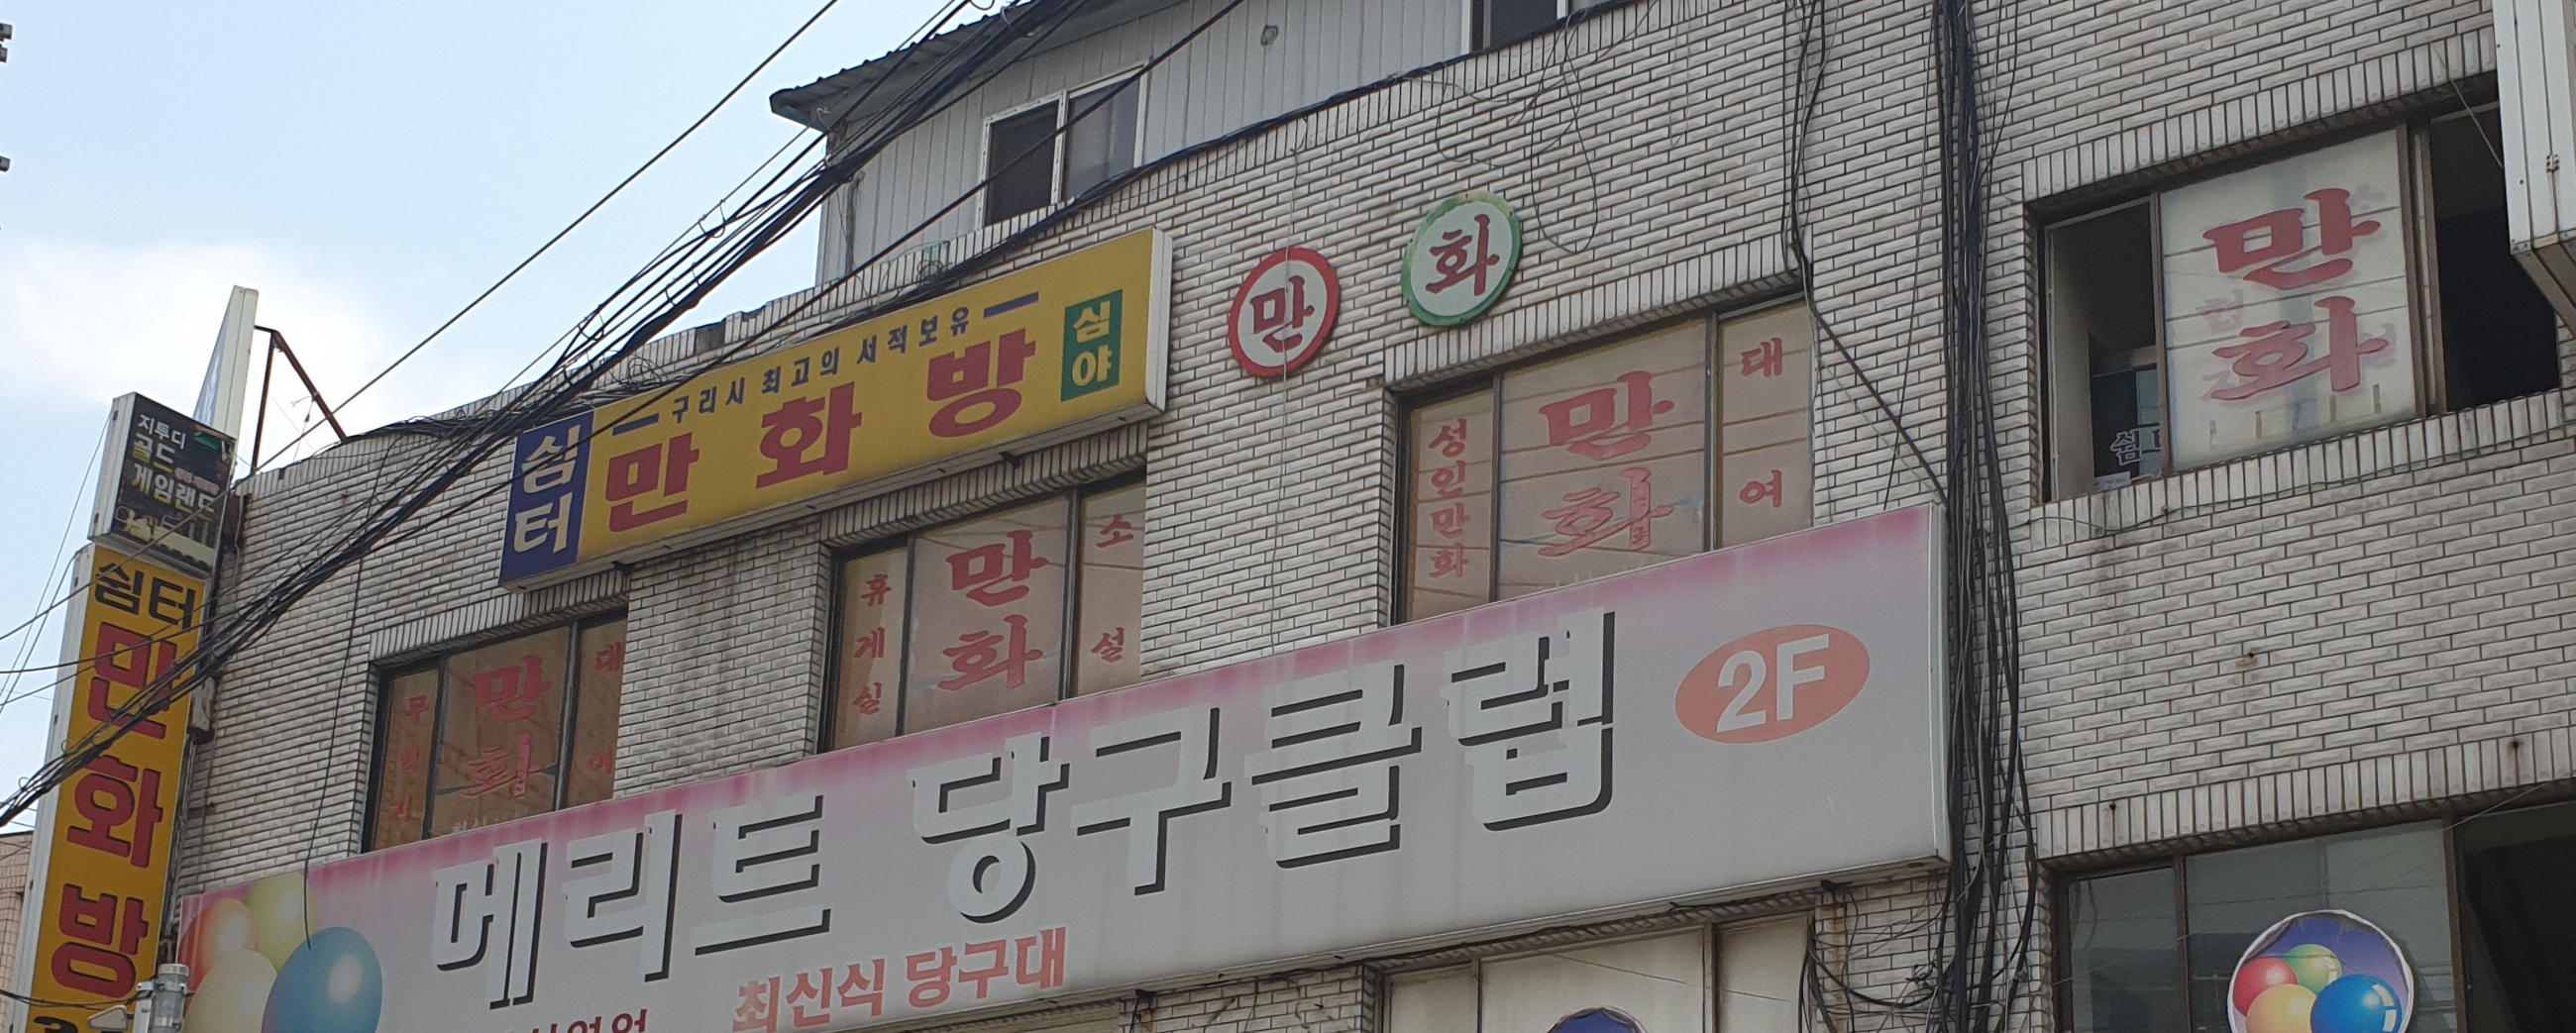 지투디
골드
게임랜드
쉼터
만화방
쉼터
구리시 최고의 서적보유
만화방
심야
만
화
무
만화
대여
휴게실
만화
소설
성인만화
만화
대여
만화
메리트 당구클럽 2F
최신식 당구대